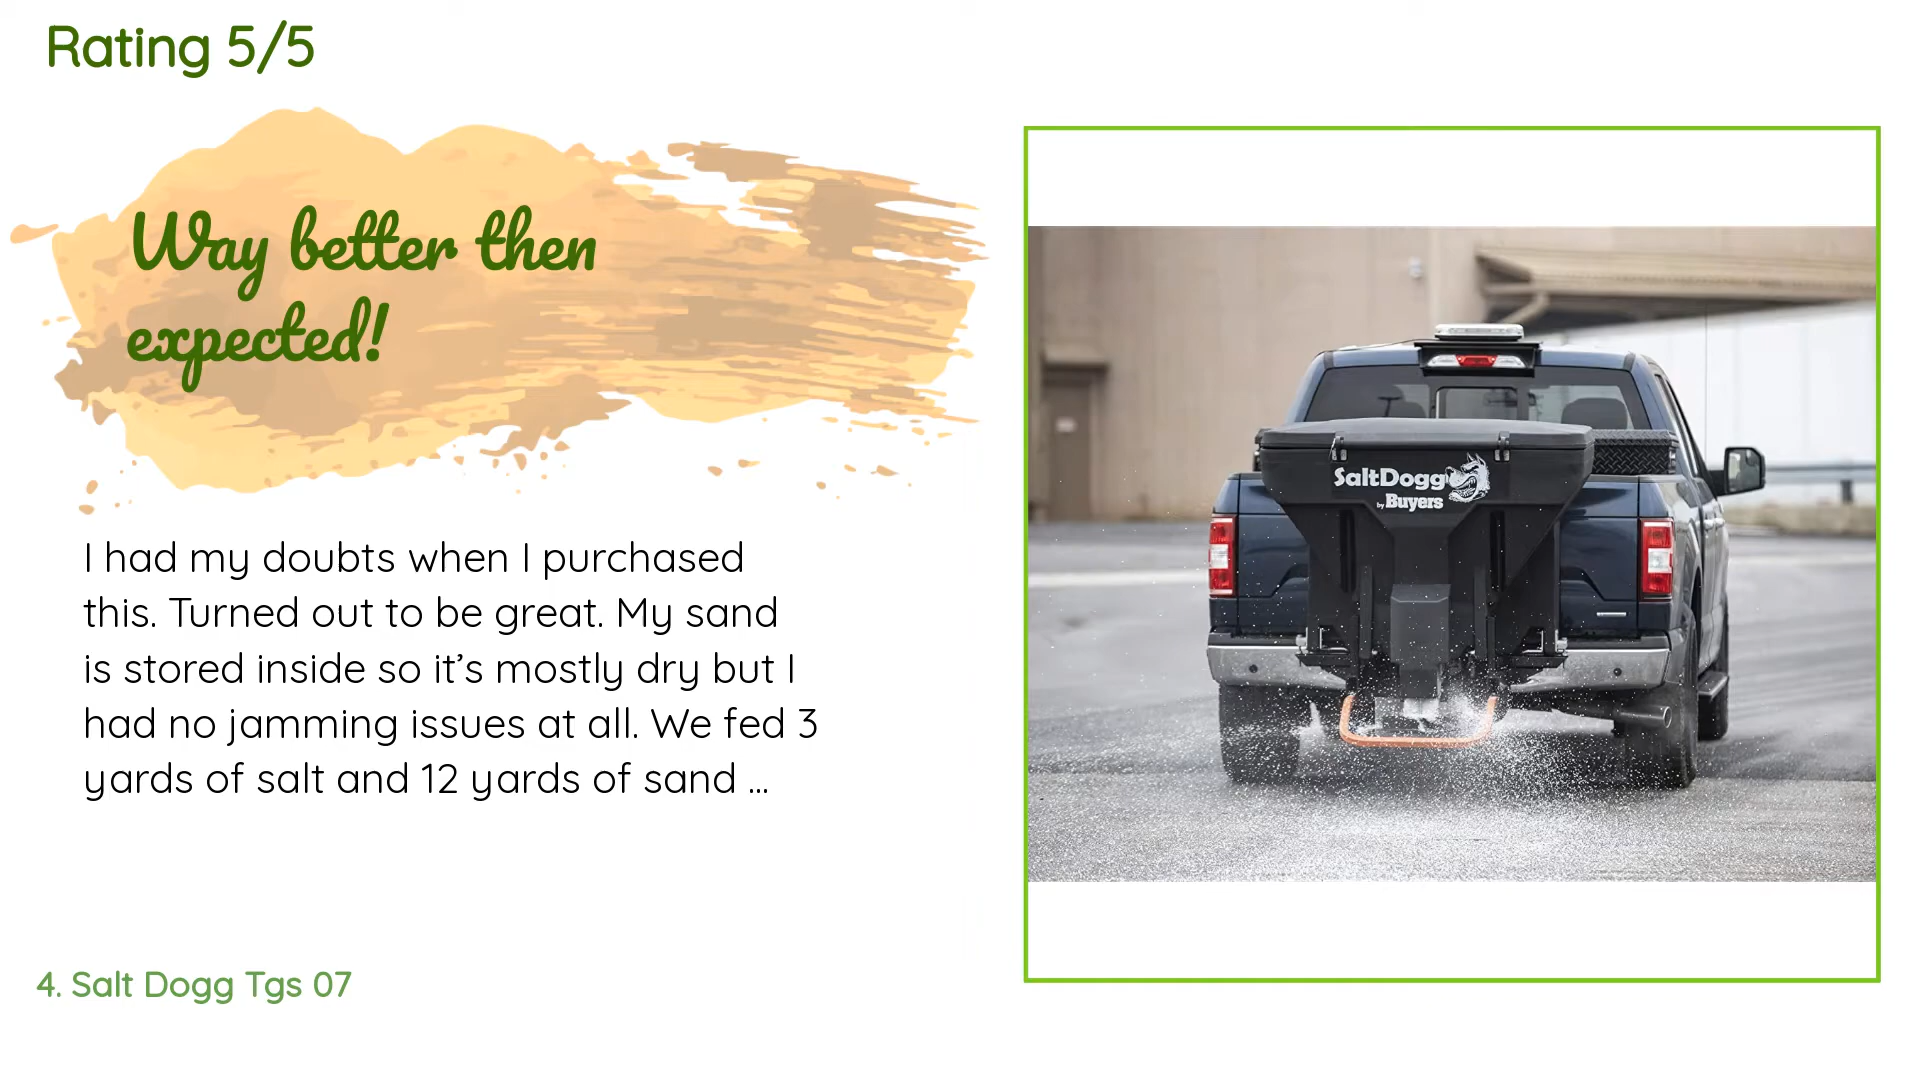 Rating 5/5
Way better then
expected!
I had my doubts when I purchased
this. Turned out to be great. My sand
is stored inside so it’s mostly dry but I
had no jamming issues at all. We fed 3
yards of salt and 12 yards of sand ...
SaltDogg
by Buyers
4. Salt Dogg Tgs 07